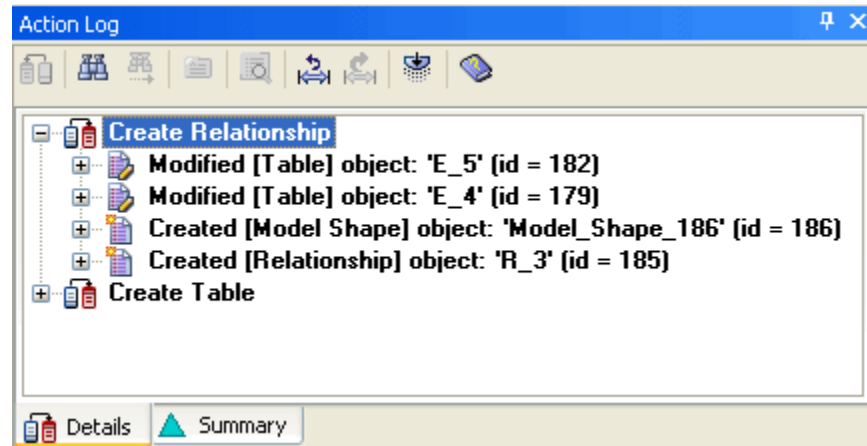 Action Log
Create Relationship
Modified [Table] object: 'E_5' (id = 182)
Modified [Table] object: 'E_4' (id = 179)
Created [Model Shape] object: 'Model_Shape_186' (id = 186)
Created [Relationship] object: 'R_3' (id = 185)
Create Table
Details Summary